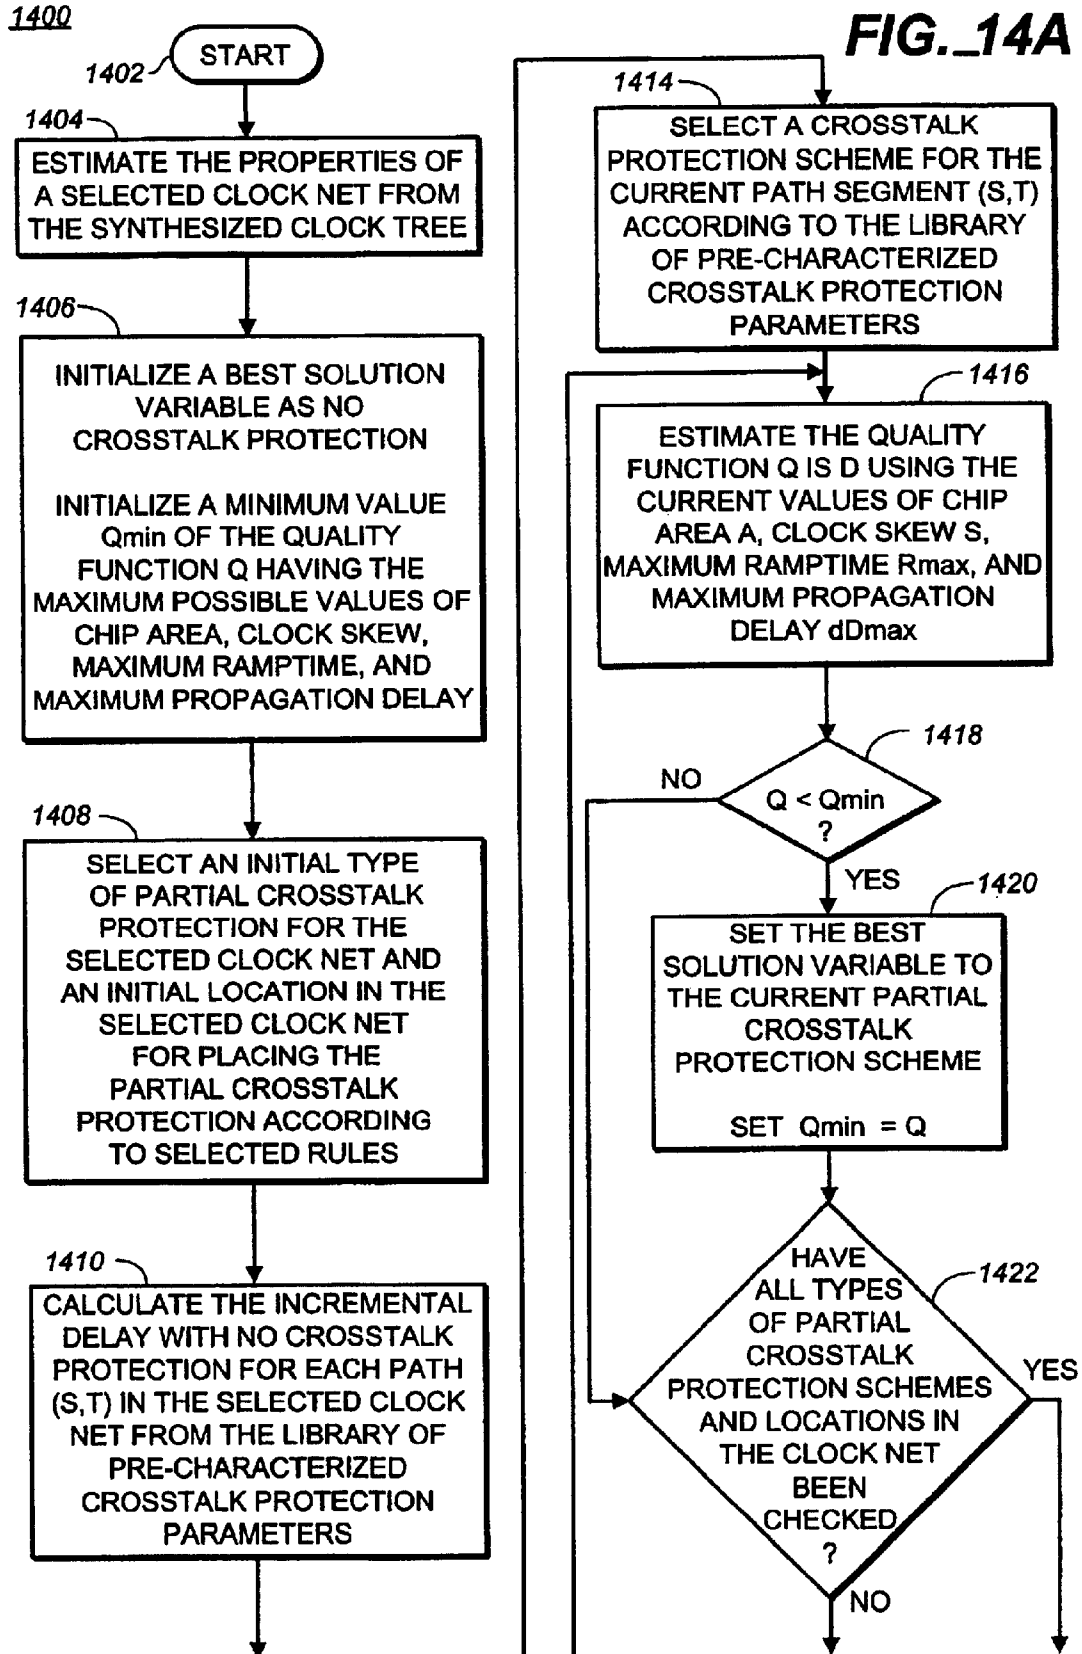 1400
FIG._14A
START
1402
1404
ESTIMATE THE PROPERTIES OF
A SELECTED CLOCK NET FROM
THE SYNTHESIZED CLOCK TREE
1406
INITIALIZE A BEST SOLUTION
VARIABLE AS NO
CROSSTALK PROTECTION
INITIALIZE A MINIMUM VALUE
Qmin OF THE QUALITY
FUNCTION Q HAVING THE
MAXIMUM POSSIBLE VALUES OF
CHIP AREA, CLOCK SKEW,
MAXIMUM RAMPTIME, AND
MAXIMUM PROPAGATION DELAY
1408
SELECT AN INITIAL TYPE
OF PARTIAL CROSSTALK
PROTECTION FOR THE
SELECTED CLOCK NET AND
AN INITIAL LOCATION IN THE
SELECTED CLOCK NET
FOR PLACING THE
PARTIAL CROSSTALK
PROTECTION ACCORDING
TO SELECTED RULES
1410
CALCULATE THE INCREMENTAL
DELAY WITH NO CROSSTALK
PROTECTION FOR EACH PATH
(S,T) IN THE SELECTED CLOCK
NET FROM THE LIBRARY OF
PRE-CHARACTERIZED
CROSSTALK PROTECTION
PARAMETERS
1414
SELECT A CROSSTALK
PROTECTION SCHEME FOR THE
CURRENT PATH SEGMENT (S,T)
ACCORDING TO THE LIBRARY
OF PRE-CHARACTERIZED
CROSSTALK PROTECTION
PARAMETERS
1416
ESTIMATE THE QUALITY
FUNCTION Q IS D USING THE
CURRENT VALUES OF CHIP
AREA A, CLOCK SKEW S,
MAXIMUM RAMPTIME Rmax, AND
MAXIMUM PROPAGATION
DELAY dDmax
1418
NO
Q < Qmin
?
YES
1420
SET THE BEST
SOLUTION VARIABLE TO
THE CURRENT PARTIAL
CROSSTALK
PROTECTION SCHEME
SET Qmin = Q
1422
HAVE
ALL TYPES
OF PARTIAL
CROSSTALK
PROTECTION SCHEMES
AND LOCATIONS IN
THE CLOCK NET
BEEN
CHECKED
?
YES
NO